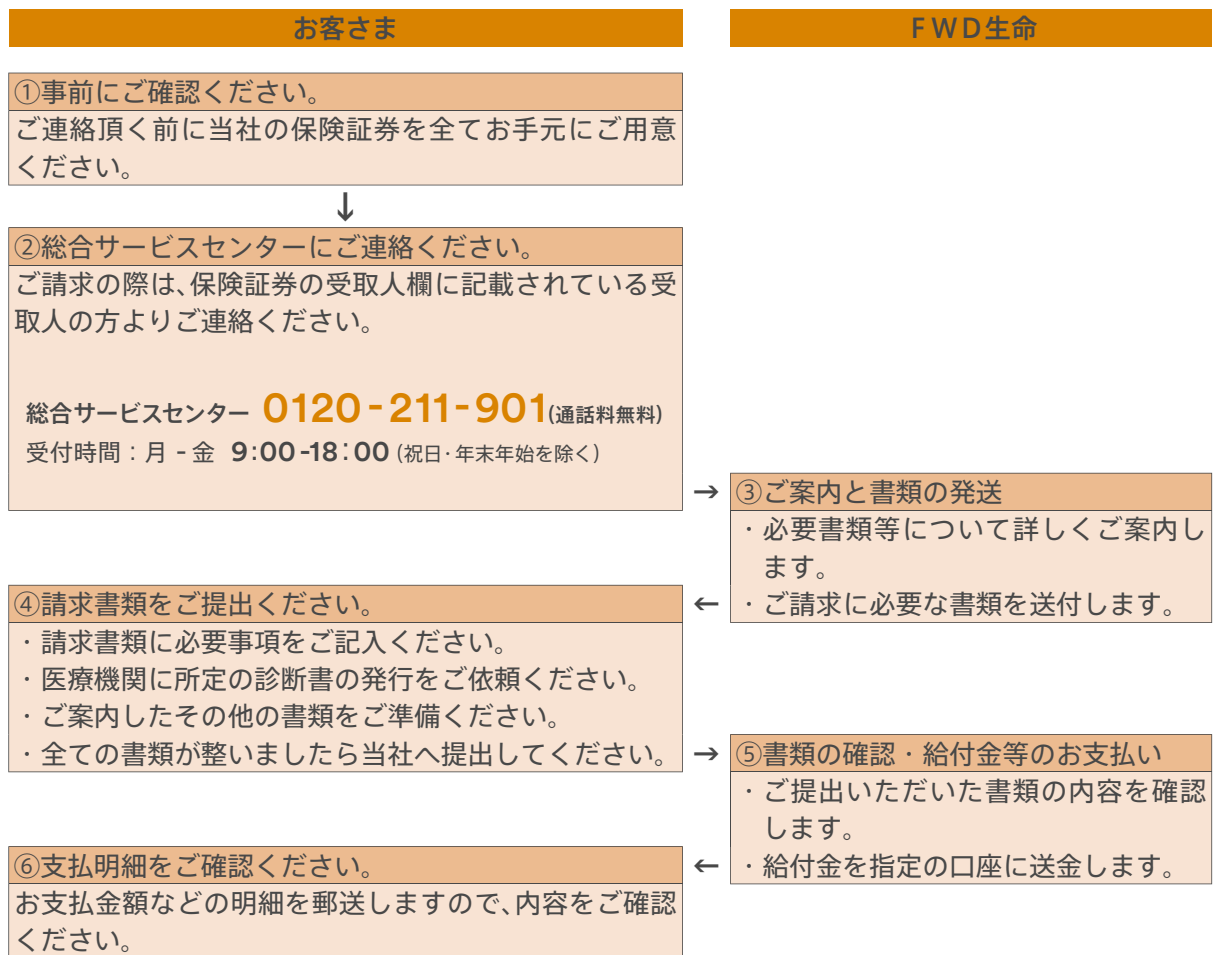 お客さま
ＦＷＤ生命
①事前にご確認ください。
ご連絡頂く前に当社の保険証券を全てお手元にご用意
ください。
↓
②総合サービスセンターにご連絡ください。
ご請求の際は、保険証券の受取人欄に記載されている受
取人の方よりご連絡ください。
総合サービスセンター 0120-211-901(通話料無料)
受付時間：月-金 9:00-18:00（祝日・年末年始を除く）
→
③ご案内と書類の発送
・必要書類等について詳しくご案内し
ます。
・ご請求に必要な書類を送付します。
←
④請求書類をご提出ください。
・請求書類に必要事項をご記入ください。
・医療機関に所定の診断書の発行をご依頼ください。
・ご案内したその他の書類をご準備ください。
・全ての書類が整いましたら当社へ提出してください。
→
⑤書類の確認・給付金等のお支払い
・ご提出いただいた書類の内容を確認
します。
・給付金を指定の口座に送金します。
←
⑥支払明細をご確認ください。
お支払金額などの明細を郵送しますので、内容をご確認
ください。